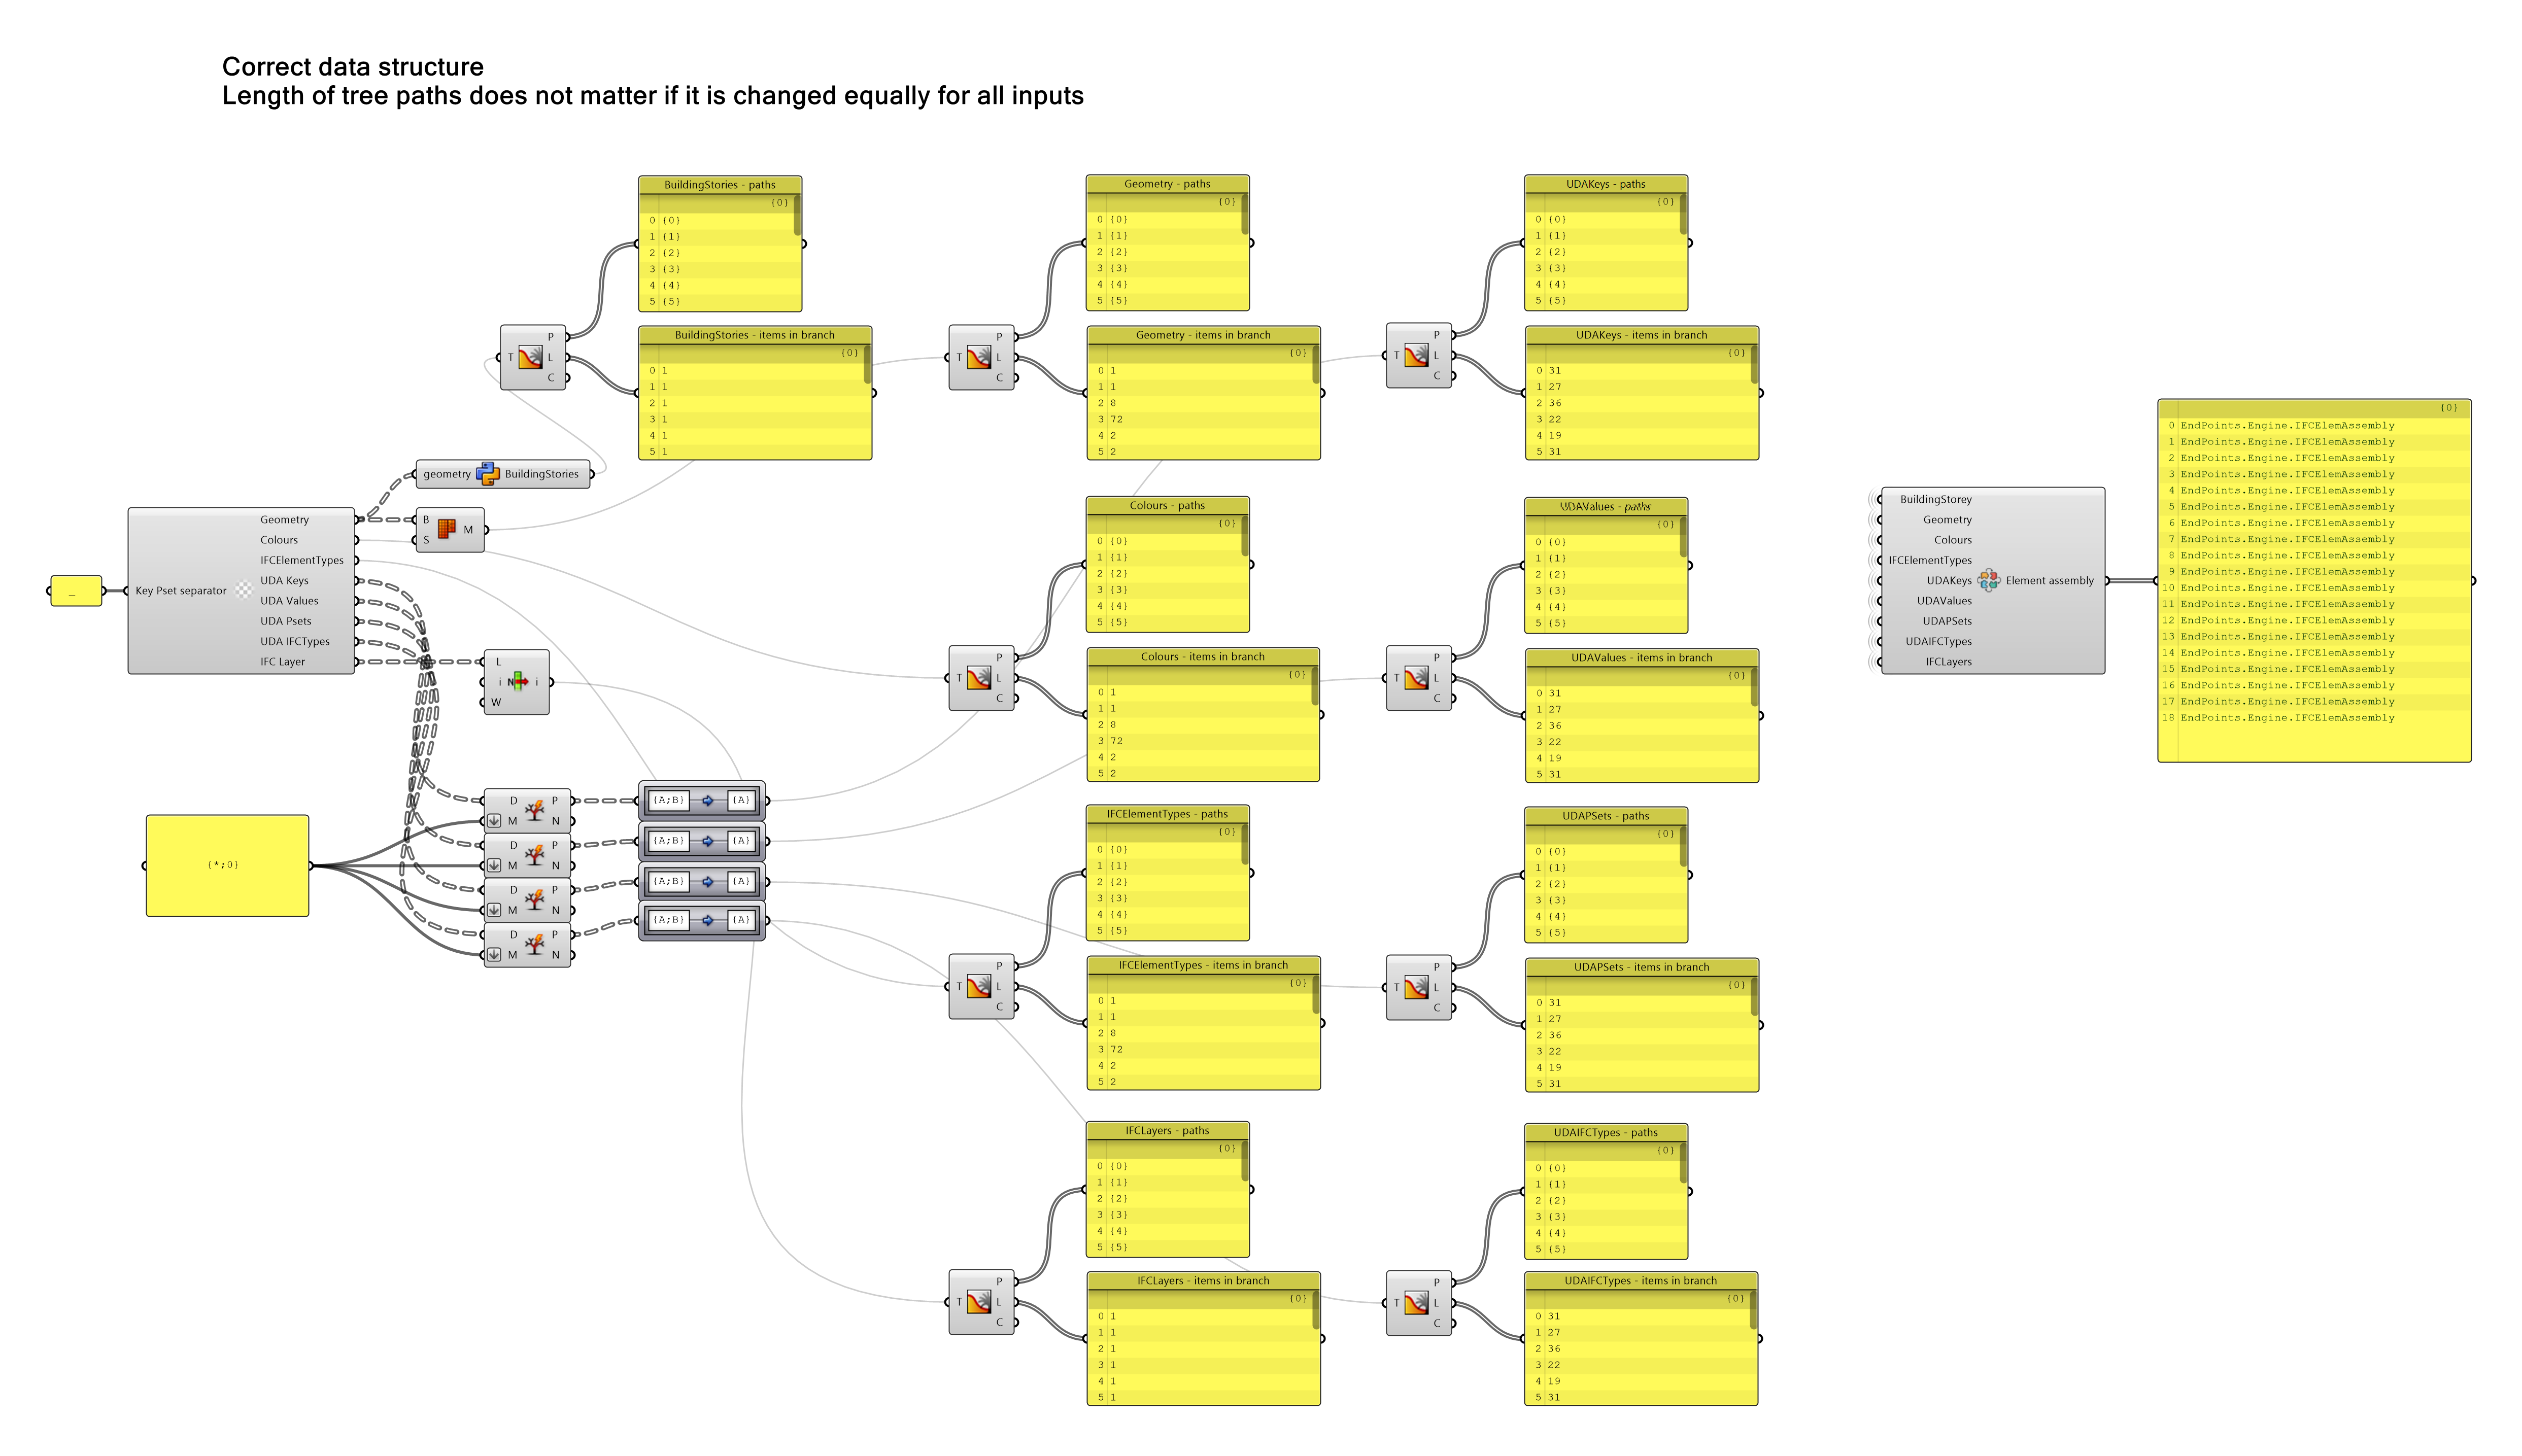 Correct data structure
Length of tree paths does not matter if it is changed equally for all inputs
BuildingStories - paths
{0}
0 {0}
1 {1}
2 {2}
3 {3}
4 {4}
5 {5}
P
T L
C
BuildingStories - items in branch
{0}
0 1
1 1
2 1
3 1
4 1
5 1
Geometry - paths
{0}
0 {0}
1 {1}
2 {2}
3 {3}
4 {4}
5 {5}
P
T L
C
Geometry - items in branch
{0}
0 1
1 1
2 8
3 72
4 2
5 2
UDAKeys - paths
{0}
0 {0}
1 {1}
2 {2}
3 {3}
4 {4}
5 {5}
P
T L
C
UDAKeys - items in branch
{0}
0 31
1 27
2 36
3 22
4 19
5 31
geometry BuildingStories
B M
S
_
Key Pset separator
Geometry
Colours
IFCElementTypes
UDA Keys
UDA Values
UDA Psets
UDA IFCTypes
IFC Layer
L
i N i
W
{*;0}
D P
M N
D P
M N
D P
M N
D P
M N
{A;B} {A}
{A;B} {A}
{A;B} {A}
{A;B} {A}
Colours - paths
{0}
0 {0}
1 {1}
2 {2}
3 {3}
4 {4}
5 {5}
P
T L
C
Colours - items in branch
{0}
0 1
1 1
2 8
3 72
4 2
5 2
UDAValues - paths
{0}
0 {0}
1 {1}
2 {2}
3 {3}
4 {4}
5 {5}
P
T L
C
UDAValues - items in branch
{0}
0 31
1 27
2 36
3 22
4 19
5 31
IFCElementTypes - paths
{0}
0 {0}
1 {1}
2 {2}
3 {3}
4 {4}
5 {5}
P
T L
C
IFCElementTypes - items in branch
{0}
0 1
1 1
2 8
3 72
4 2
5 2
UDAPSets - paths
{0}
0 {0}
1 {1}
2 {2}
3 {3}
4 {4}
5 {5}
P
T L
C
UDAPSets - items in branch
{0}
0 31
1 27
2 36
3 22
4 19
5 31
IFCLayers - paths
{0}
0 {0}
1 {1}
2 {2}
3 {3}
4 {4}
5 {5}
P
T L
C
IFCLayers - items in branch
{0}
0 1
1 1
2 1
3 1
4 1
5 1
UDAIFCTypes - paths
{0}
0 {0}
1 {1}
2 {2}
3 {3}
4 {4}
5 {5}
P
T L
C
UDAIFCTypes - items in branch
{0}
0 31
1 27
2 36
3 22
4 19
5 31
BuildingStorey
Geometry
Colours
IFCElementTypes
UDAKeys
UDAValues
UDAPSets
UDAIFCTypes
IFCLayers
Element assembly
{0}
0 EndPoints.Engine.IFCElemAssembly
1 EndPoints.Engine.IFCElemAssembly
2 EndPoints.Engine.IFCElemAssembly
3 EndPoints.Engine.IFCElemAssembly
4 EndPoints.Engine.IFCElemAssembly
5 EndPoints.Engine.IFCElemAssembly
6 EndPoints.Engine.IFCElemAssembly
7 EndPoints.Engine.IFCElemAssembly
8 EndPoints.Engine.IFCElemAssembly
9 EndPoints.Engine.IFCElemAssembly
10 EndPoints.Engine.IFCElemAssembly
11 EndPoints.Engine.IFCElemAssembly
12 EndPoints.Engine.IFCElemAssembly
13 EndPoints.Engine.IFCElemAssembly
14 EndPoints.Engine.IFCElemAssembly
15 EndPoints.Engine.IFCElemAssembly
16 EndPoints.Engine.IFCElemAssembly
17 EndPoints.Engine.IFCElemAssembly
18 EndPoints.Engine.IFCElemAssembly